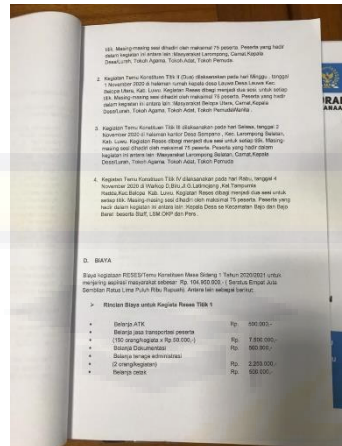 titik. Masing-masing sesi dihadiri oleh maksimal 75 peserta. Peserta yang hadir
dalam kegiatan ini antara lain :Masyarakat Lamunre, Camat,Kepala
Desa/Lurah, Tokoh Agama, Tokoh Adat, Tokoh Pemuda.
2. Kegiatan Temu Konstituen Titik II (Dua) dilaksanakan pada hari Minggu , tanggal
1 November 2020 di halaman rumah kepala Desa Lauwa Desa Lauwa Kec.
Belopa Utara, Kab. Luwu. Kegiatan Reses dibagi menjadi dua sesi untuk setiap
titik. Masing-masing sesi dihadiri oleh maksimal 75 peserta. Peserta yang hadir
dalam kegiatan ini antara lain: Masyarakat Belopa Utara, Camat,Kepala
Desa/Lurah, Tokoh Agama, Tokoh Adat, Tokoh Pemuda/Wanita .
3. Kegiatan Temu Konstituen Titik III dilaksanakan pada hari Selasa, tanggal 3
November 2020 di halaman kantor Desa Sampano , Kec. Larompong Selatan,
Kab. Luwu. Kegiatan Reses dibagi menjadi dua sesi untuk setiap titik. Masing-
masing sesi dihadiri oleh maksimal 75 peserta. Peserta yang hadir dalam
kegiatan ini antara lain: Masyarakat Larompong Selatan, Camat,Kepala
Desa/Lurah, Tokoh Agama, Tokoh Adat, Tokoh Pemuda.
4. Kegiatan Temu Konstituen Titik IV dilaksanakan pada hari Rabu, tanggal 4
November 2020 di Warkop
Kec.Belopa Kab. Luwu. Kegiatan Reses dibagi menjadi dua sesi untuk
setiap titik. Masing-masing sesi dihadiri oleh maksimal 75 peserta. Peserta yang
hadir dalam kegiatan ini antara lain: Kepala Desa se Kecamatan Bajo dan Bajo
Barat beserta Staff, LSM OKP dan Pers.
D. BIAYA
Biaya kegiatan RESES/Temu Konstituen Masa Sidang 1 Tahun 2020/2021 untuk
menjaring aspirasi masyarakat sebesar Rp. 104.960.000,- ( Seratus Empat Juta
Sembilan Ratus Lima Puluh Ribu Rupiah). Antara lain sebagai berikut.
➢ Rincian Biaya untuk Kegiata Reses Titik 1
• Belanja ATK Rp. 500.000,-
• Belanja jasa transportasi peserta
• (150 orang/kegiata x Rp.50.000,-) Rp. 7.500.000,-
• Belanja Dokumentasi Rp. 500.000,-
• Belanja tenaga administrasi
• (2 orang/kegiatan) Rp. 2.250.000,-
• Belanja cetak Rp. 500.000,-